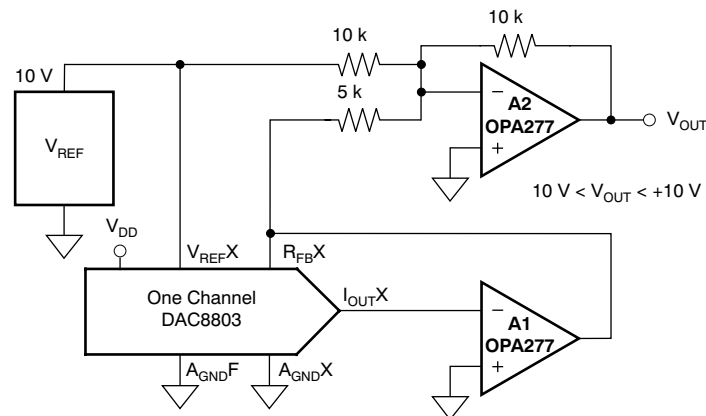 10 k
10 k
10 V
5 k
A2
OPA277
V_OUT
V_REF
10 V < V_OUT < +10 V
V_DD
V_REFX
R_FBX
One Channel
DAC8803
I_OUTX
A1
OPA277
A_GNDF
A_GNDX